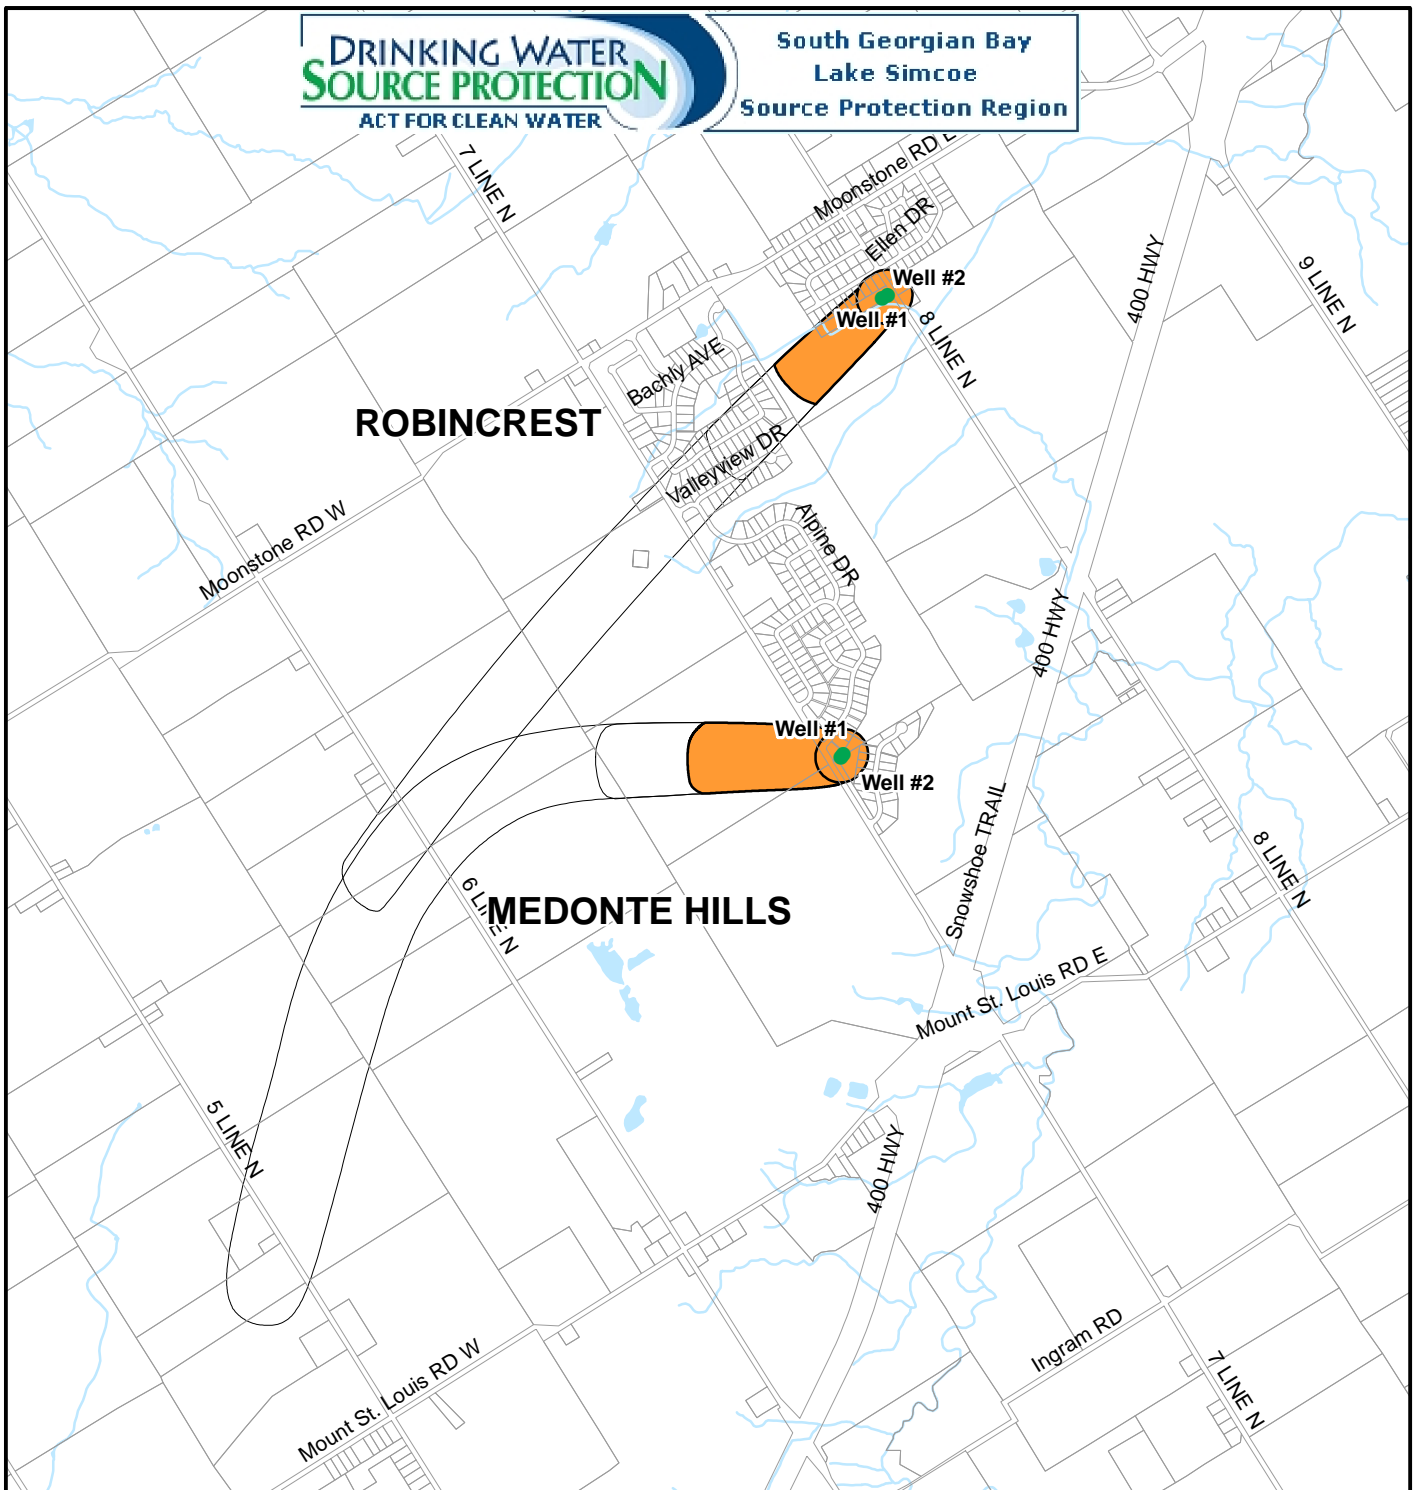 DRINKING WATER
SOURCE PROTECTION
ACT FOR CLEAN WATER
South Georgian Bay
Lake Simcoe
Source Protection Region
7 LINE N
Moonstone RD E
Ellen DR
Well #2
Well #1
8 LINE N
400 HWY
9 LINE N
Bachly AVE
ROBINCREST
Valleyview DR
Moonstone RD W
Alpine DR
400 HWY
Well #1
Well #2
Snowshoe TRAIL
8 LINE N
6 LINE N
MEDONTE HILLS
Mount St. Louis RD E
5 LINE N
400 HWY
Ingram RD
Mount St. Louis RD W
7 LINE N